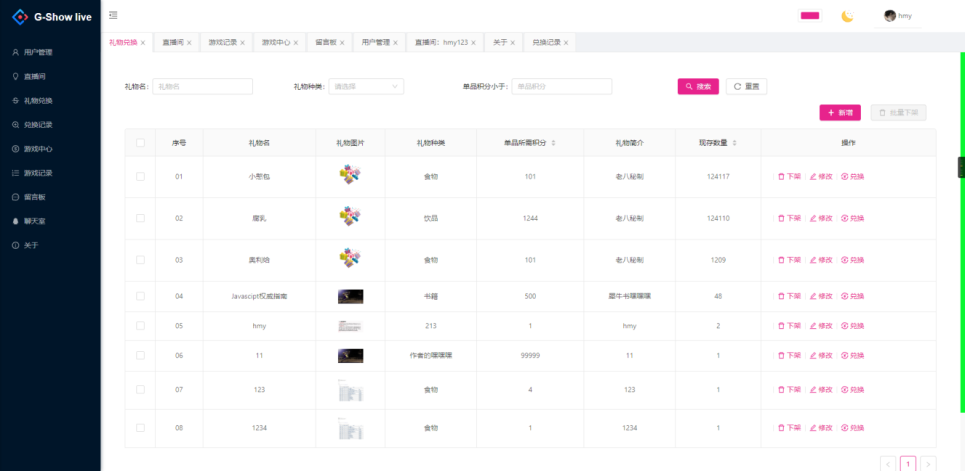 G-Show live
hmy
礼物兑换 × 直播间 × 游戏记录 × 游戏中心 × 留言板 × 用户管理 × 直播间：hmy123 × 关于 × 兑换记录 ×
用户管理
直播间
礼物兑换
兑换记录
游戏中心
游戏记录
留言板
聊天室
关于
礼物名： 礼物名 礼物种类： 请选择 单品积分小于： 单品积分 搜索 重置
+ 新增 批量下架
序号 礼物名 礼物图片 礼物种类 单品所需积分 礼物简介 现存数量 操作
01 小憨包 食物 101 老八秘制 124117 下架 修改 兑换
02 腐乳 饮品 1244 老八秘制 124110 下架 修改 兑换
03 奥利给 食物 101 老八秘制 1209 下架 修改 兑换
04 Javascipt权威指南 书籍 500 犀牛书嘿嘿嘿 48 下架 修改 兑换
05 hmy 213 1 hmy 2 下架 修改 兑换
06 11 作者的嘿嘿嘿 99999 11 1 下架 修改 兑换
07 123 食物 4 123 1 下架 修改 兑换
08 1234 食物 1 1234 1 下架 修改 兑换
< 1 >